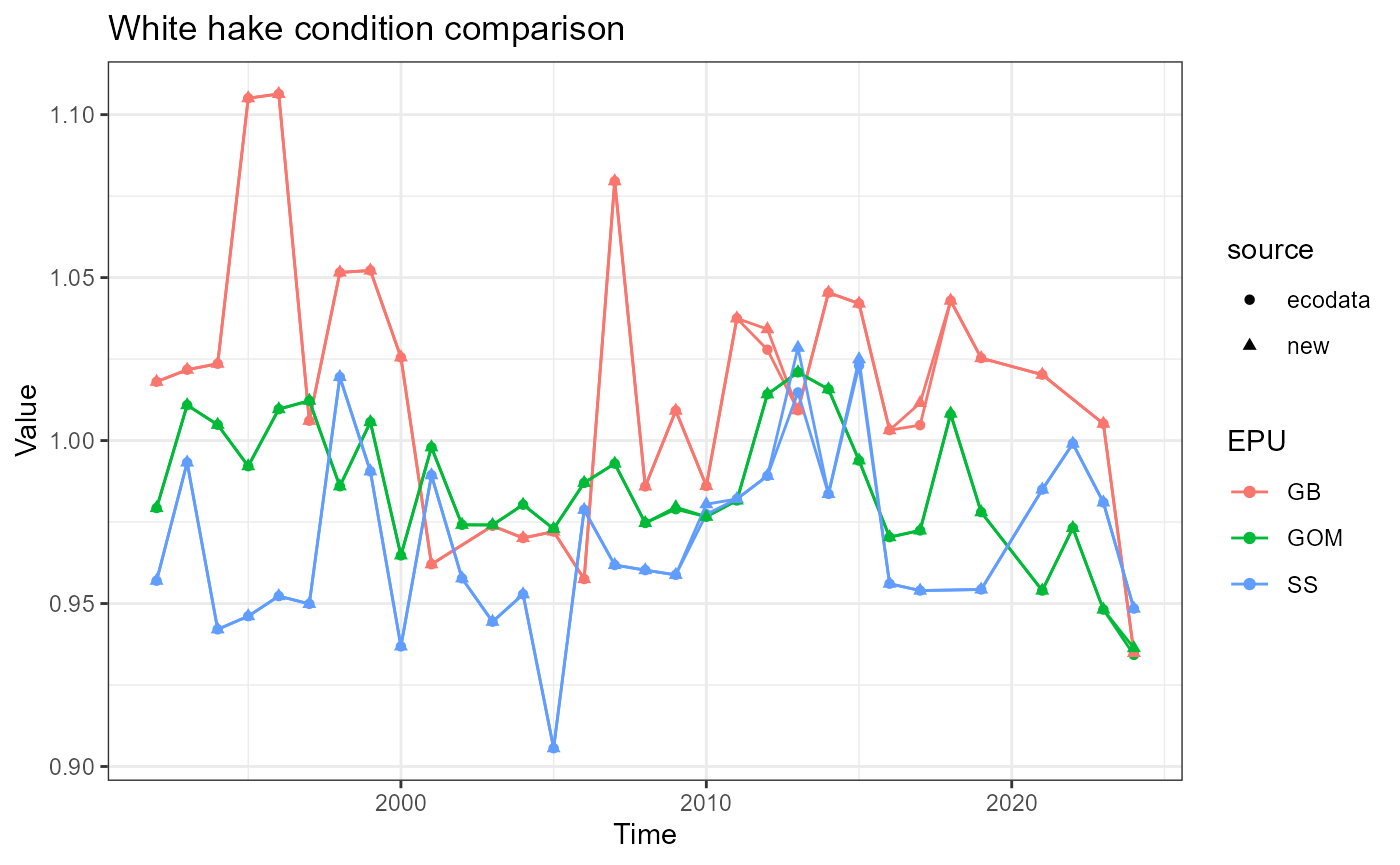 White hake condition comparison
1.10
1.05
1.00
0.95
0.90
Value
2000
2010
2020
Time
source
ecodata
new
EPU
GB
GOM
SS